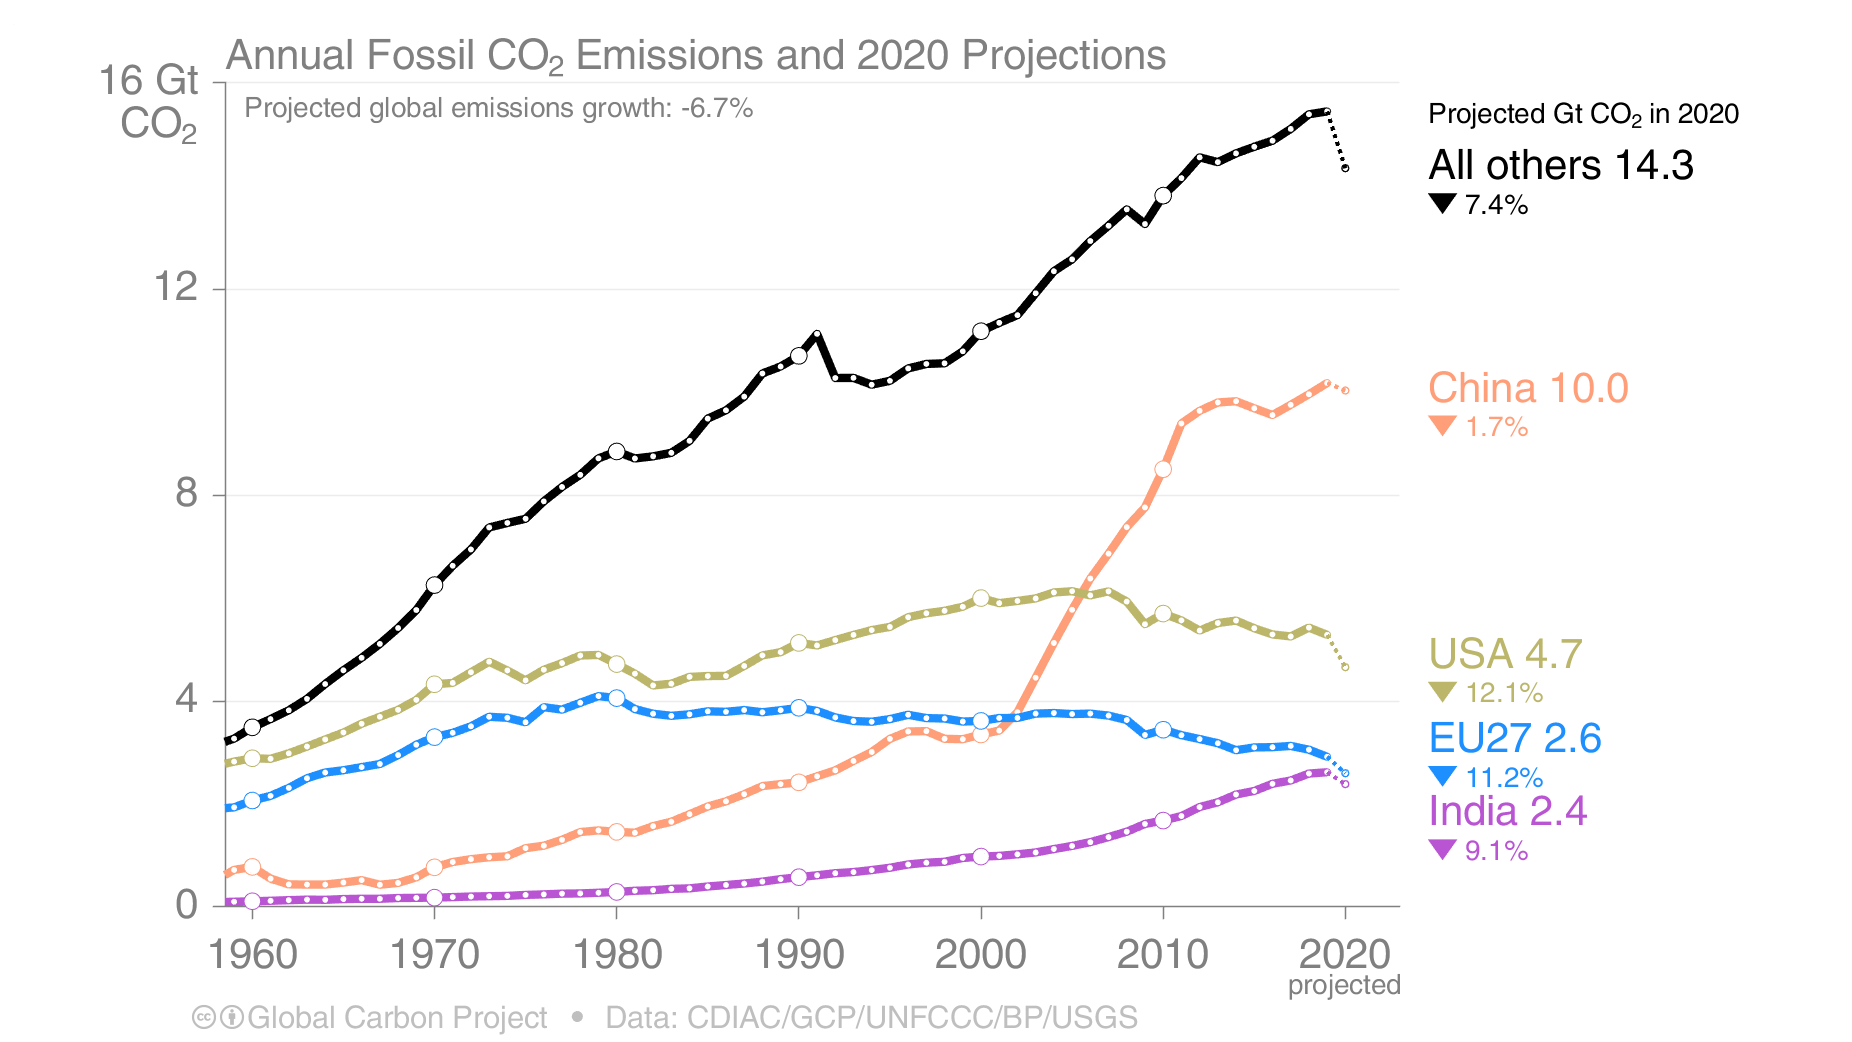 Annual Fossil CO₂ Emissions and 2020 Projections
16 Gt
CO₂
Projected global emissions growth: -6.7%
12
8
4
0
1960 1970 1980 1990 2000 2010 2020
projected
Projected Gt CO₂ in 2020
All others 14.3
▼ 7.4%
China 10.0
▼ 1.7%
USA 4.7
▼ 12.1%
EU27 2.6
▼ 11.2%
India 2.4
▼ 9.1%
cc Global Carbon Project • Data: CDIAC/GCP/UNFCCC/BP/USGS